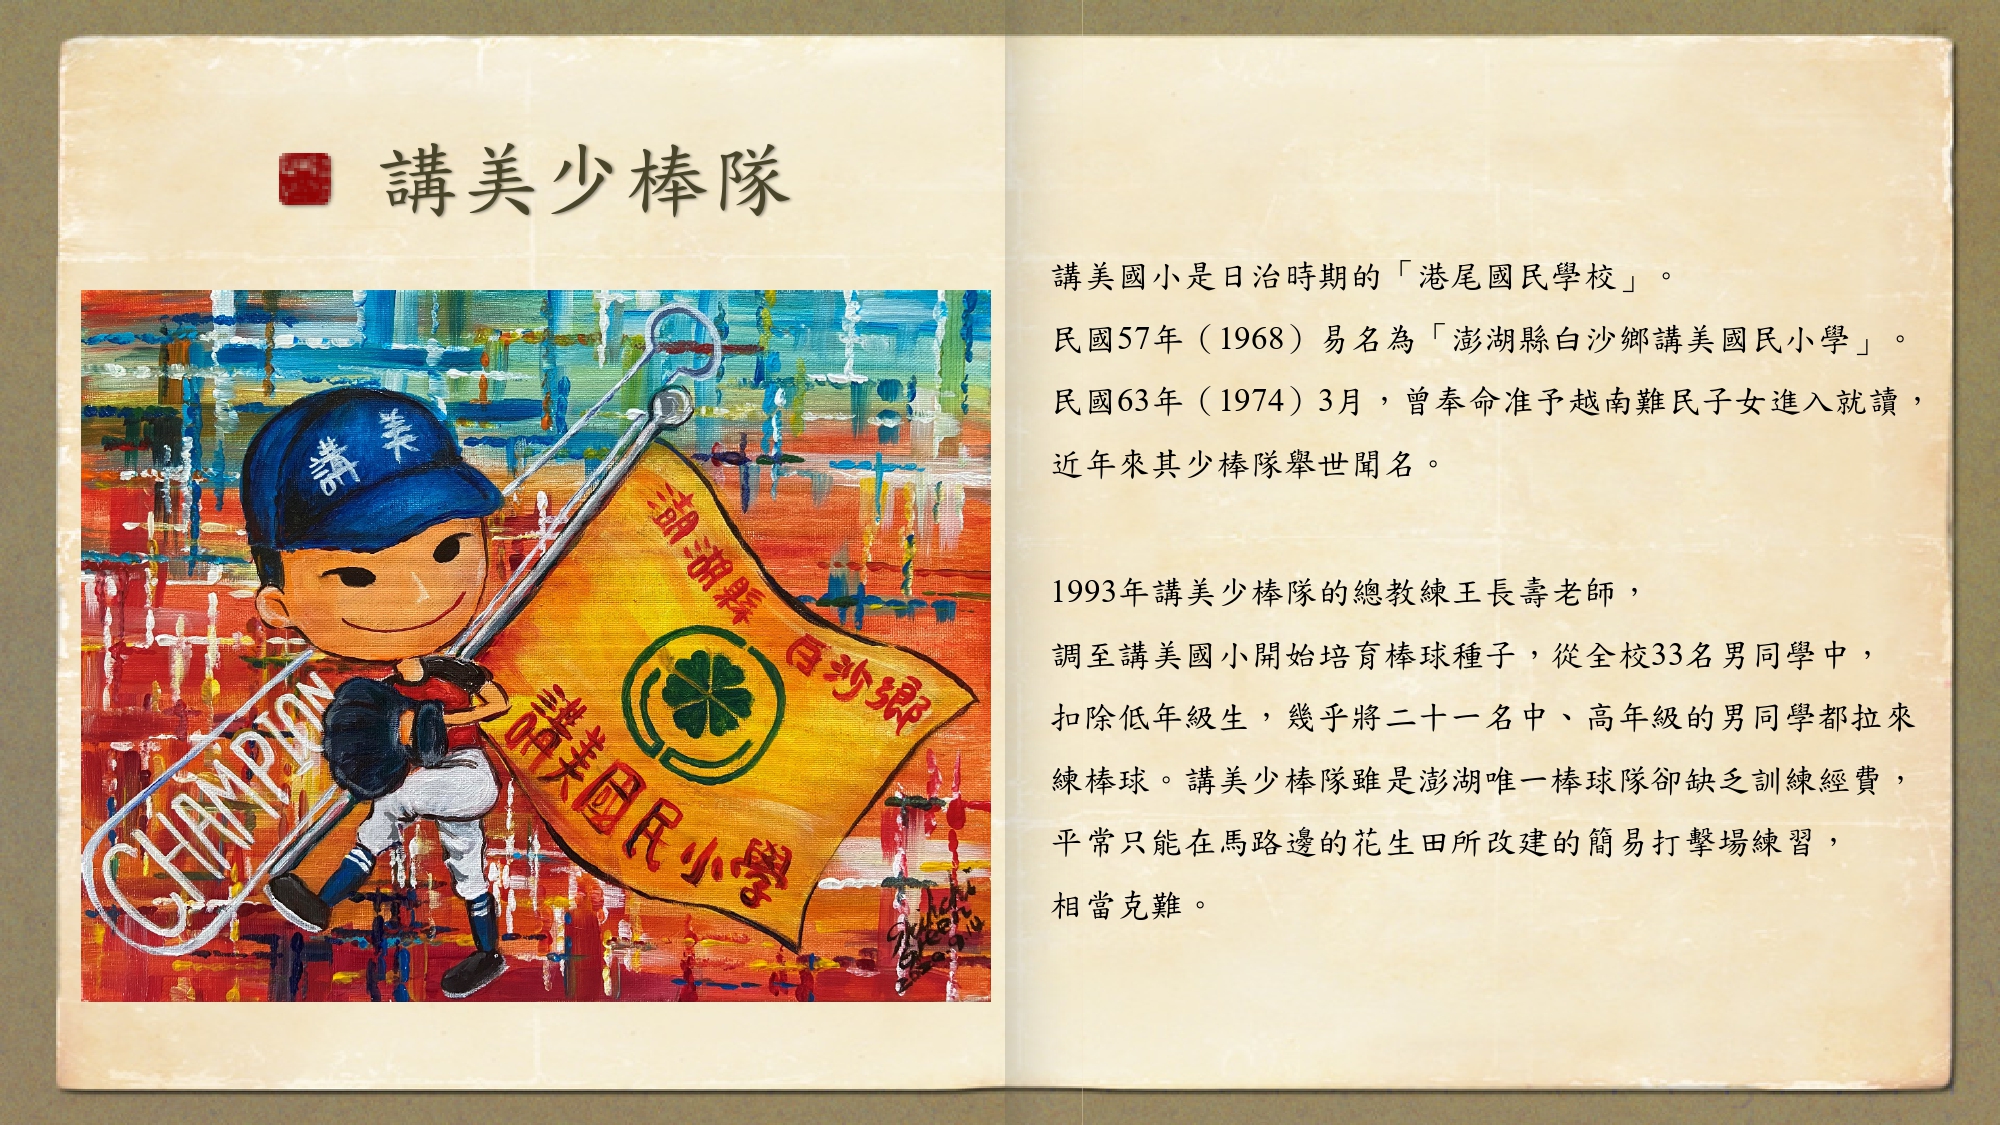 講美少棒隊
講美
CHAMPION
澎湖縣
白沙鄉
講美國民小學
講美國小是日治時期的「港尾國民學校」。
民國57年（1968）易名為「澎湖縣白沙鄉講美國民小學」。
民國63年（1974）3月，曾奉命准予越南難民子女進入就讀，
近年來其少棒隊舉世聞名。
1993年講美少棒隊的總教練王長壽老師，
調至講美國小開始培育棒球種子，從全校33名男同學中，
扣除低年級生，幾乎將二十一名中、高年級的男同學都拉來
練棒球。講美少棒隊雖是澎湖唯一棒球隊卻缺乏訓練經費，
平常只能在馬路邊的花生田所改建的簡易打擊場練習，
相當克難。